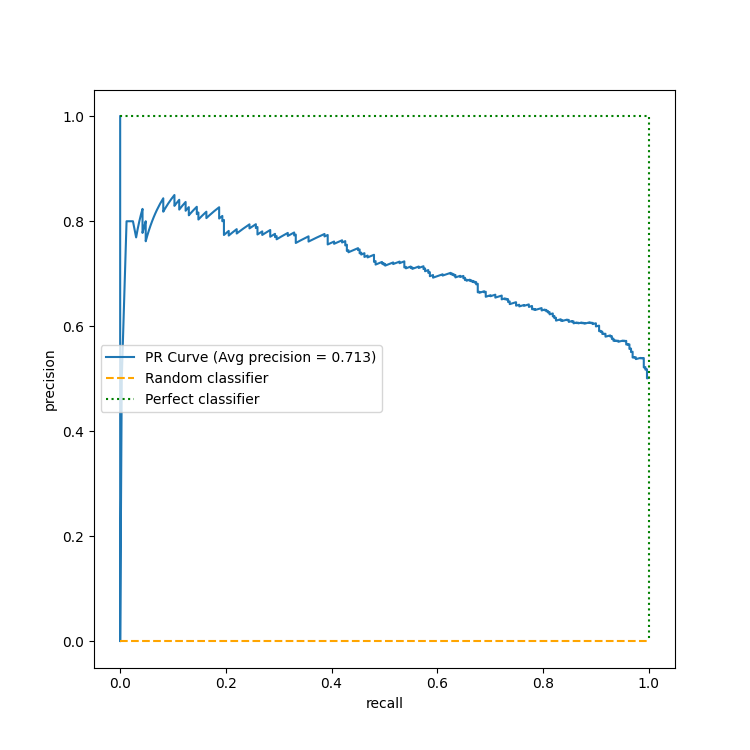 1.0
0.8
0.6
0.4
0.2
0.0
precision
PR Curve (Avg precision = 0.713)
Random classifier
Perfect classifier
0.0 0.2 0.4 0.6 0.8 1.0
recall